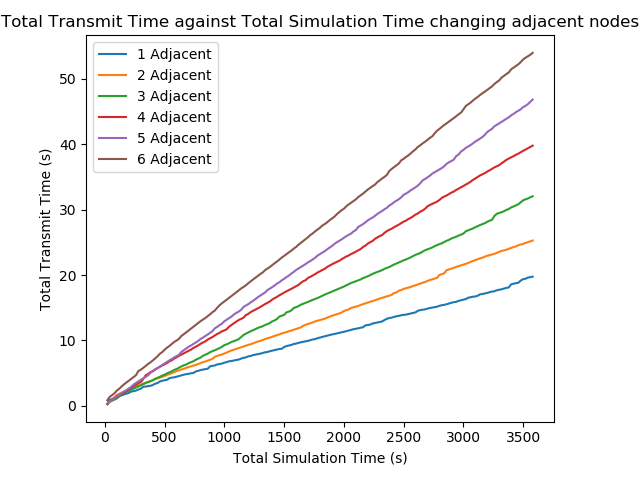 Total Transmit Time against Total Simulation Time changing adjacent nodes
1 Adjacent
2 Adjacent
3 Adjacent
4 Adjacent
5 Adjacent
6 Adjacent
Total Transmit Time (s)
50
40
30
20
10
0
0 500 1000 1500 2000 2500 3000 3500
Total Simulation Time (s)